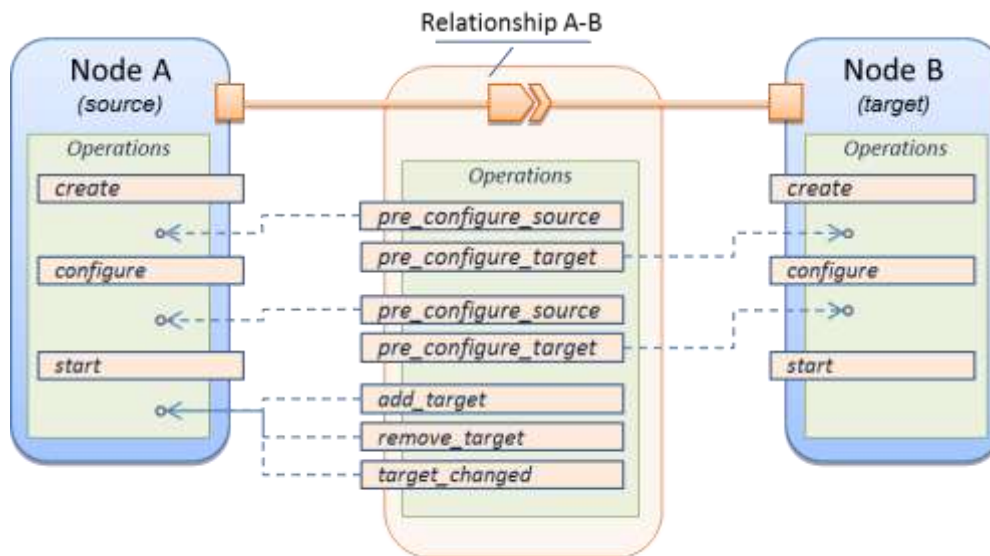 Relationship A-B
Node A
(source)
Operations
create
configure
start
Operations
pre_configure_source
pre_configure_target
pre_configure_source
pre_configure_target
add_target
remove_target
target_changed
Node B
(target)
Operations
create
configure
start